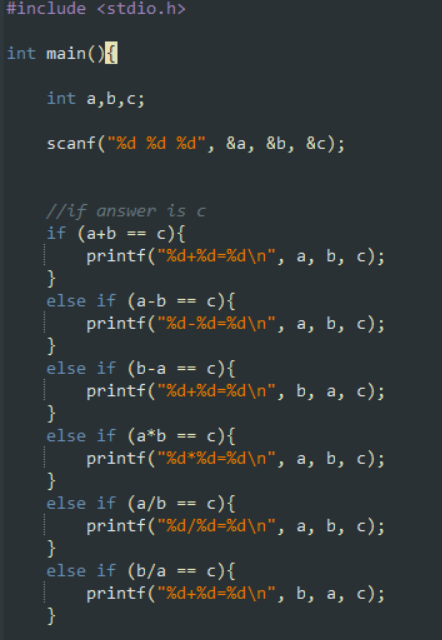 #include <stdio.h>
int main(){
int a,b,c;
scanf("%d %d %d", &a, &b, &c);
//if answer is c
if (a+b == c){
printf("%d+%d=%d\n", a, b, c);
}
else if (a-b == c){
printf("%d-%d=%d\n", a, b, c);
}
else if (b-a == c){
printf("%d+%d=%d\n", b, a, c);
}
else if (a*b == c){
printf("%d*%d=%d\n", a, b, c);
}
else if (a/b == c){
printf("%d/%d=%d\n", a, b, c);
}
else if (b/a == c){
printf("%d+%d=%d\n", b, a, c);
}